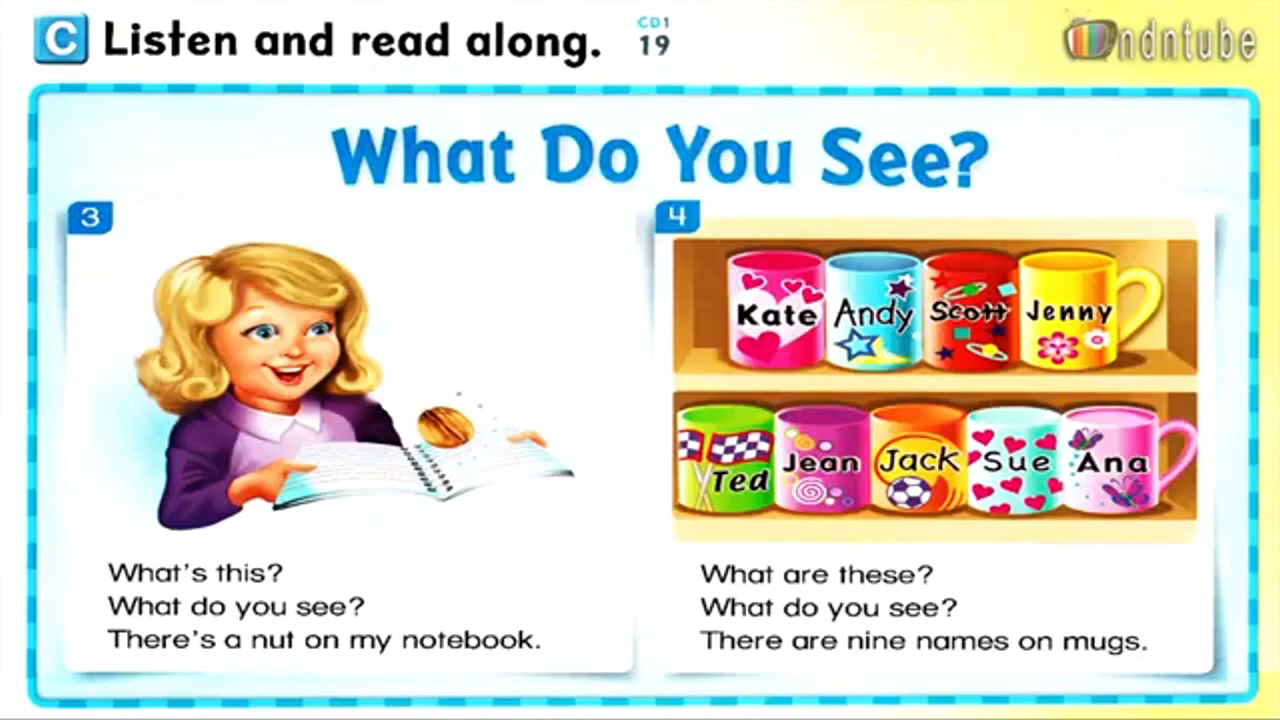 C Listen and read along. CD1 19
ndntube
What Do You See?
3
What's this?
What do you see?
There's a nut on my notebook.
4
Kate Andy Scott Jenny
Ted Jean Jack Sue Ana
What are these?
What do you see?
There are nine names on mugs.